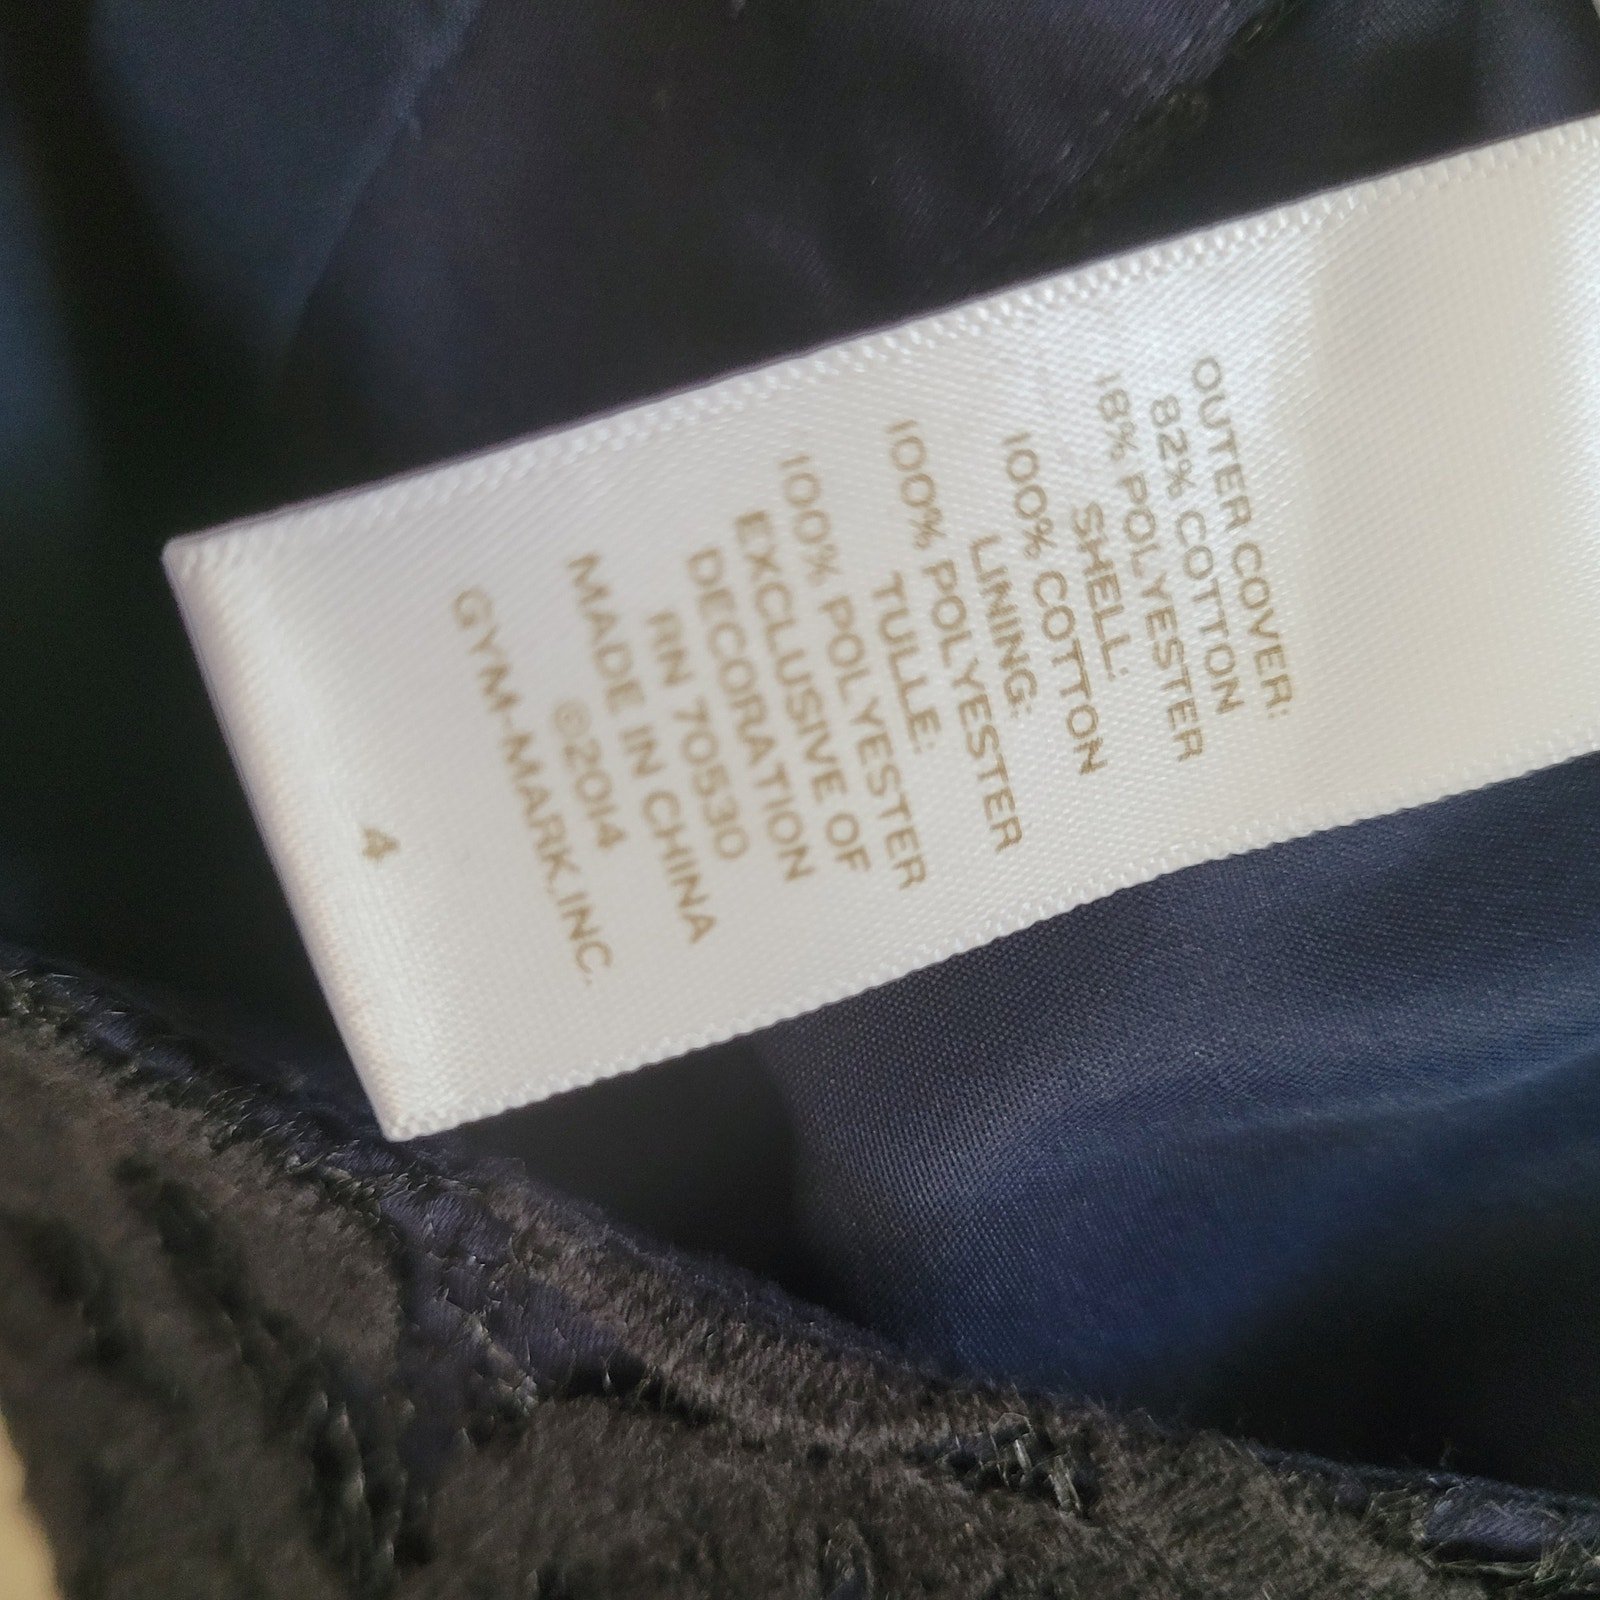 OUTER COVER:
82% COTTON
18% POLYESTER
SHELL:
100% COTTON
LINING:
100% POLYESTER
TULLE:
100% POLYESTER
EXCLUSIVE OF
DECORATION
RN 70530
MADE IN CHINA
©2014
GYM-MARK,INC.
4